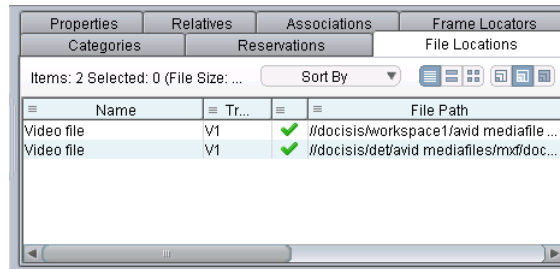 Properties Relatives Associations Frame Locators
Categories Reservations File Locations
Items: 2 Selected: 0 (File Size: ... Sort By
Name Tr... File Path
Video file V1 //docisis/workspace1/avid mediafile ...
Video file V1 //docisis/det/avid mediafiles/mxf/doc...